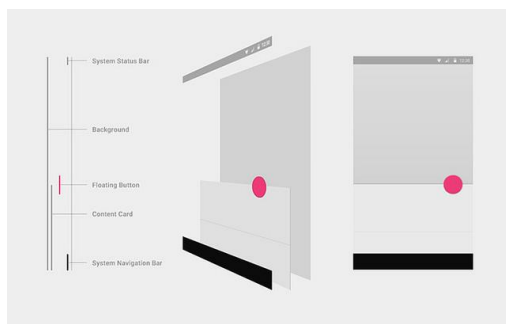 System Status Bar
Background
Floating Button
Content Card
System Navigation Bar